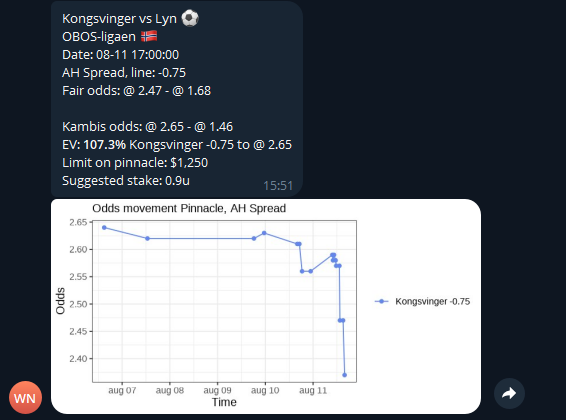 Kongsvinger vs Lyn ⚽
OBOS-ligaen 🇳🇴
Date: 08-11 17:00:00
AH Spread, line: -0.75
Fair odds: @ 2.47 - @ 1.68
Kambis odds: @ 2.65 - @ 1.46
EV: 107.3% Kongsvinger -0.75 to @ 2.65
Limit on pinnacle: $1,250
Suggested stake: 0.9u
15:51
Odds movement Pinnacle, AH Spread
2.65
2.60
2.55
2.50
2.45
2.40
Odds
aug 07 aug 08 aug 09 aug 10 aug 11
Time
Kongsvinger -0.75
WN